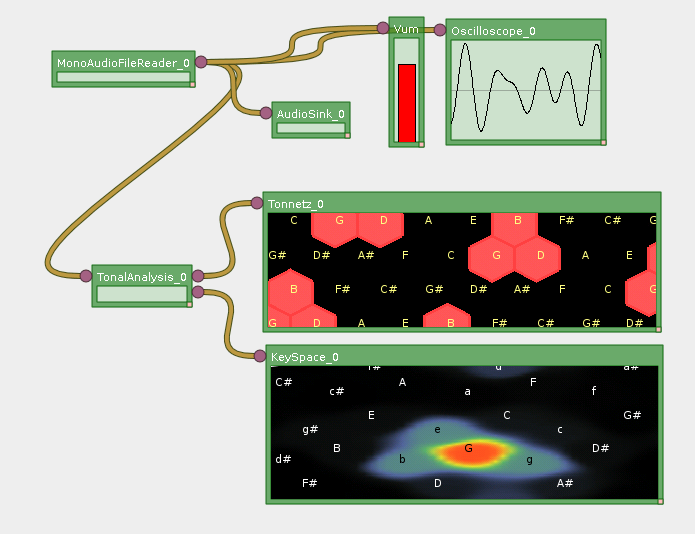 Vum
Oscilloscope_0
MonoAudioFileReader_0
AudioSink_0
Tonnetz_0
C G D A E B F# C# G
G# D# A# F C G D A E
B F# C# G# D# A# F C G
G D A E B F# C# G# D#
TonalAnalysis_0
KeySpace_0
f# d a#
C# A F
c# a f
E C G#
g# e c
B G D#
d# b g
F# D A#